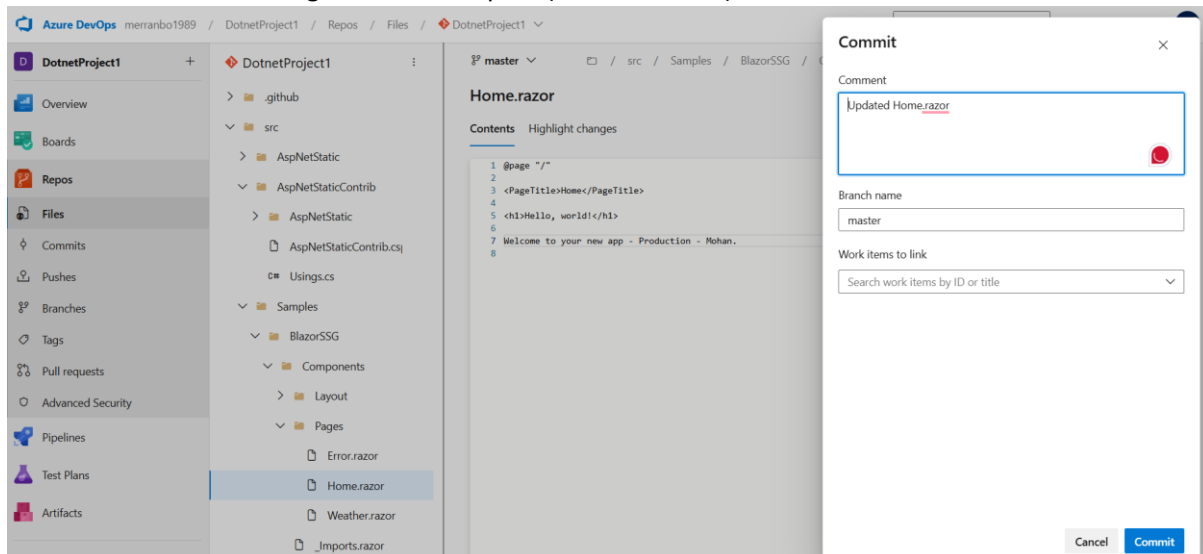 Azure DevOps merranbo1989 / DotnetProject1 / Repos / Files / DotnetProject1
D DotnetProject1 +
Overview
Boards
Repos
Files
Commits
Pushes
Branches
Tags
Pull requests
Advanced Security
Pipelines
Test Plans
Artifacts
DotnetProject1
.github
src
AspNetStatic
AspNetStaticContrib
AspNetStatic
AspNetStaticContrib.csp
C# Usings.cs
Samples
BlazorSSG
Components
Layout
Pages
Error.razor
Home.razor
Weather.razor
_Imports.razor
master / src / Samples / BlazorSSG /
Home.razor
Contents Highlight changes
1 @page "/"
2
3 <PageTitle>Home</PageTitle>
4
5 <h1>Hello, world!</h1>
6
7 Welcome to your new app - Production - Mohan.
8
Commit
Comment
Updated Home.razor
Branch name
master
Work items to link
Search work items by ID or title
Cancel Commit